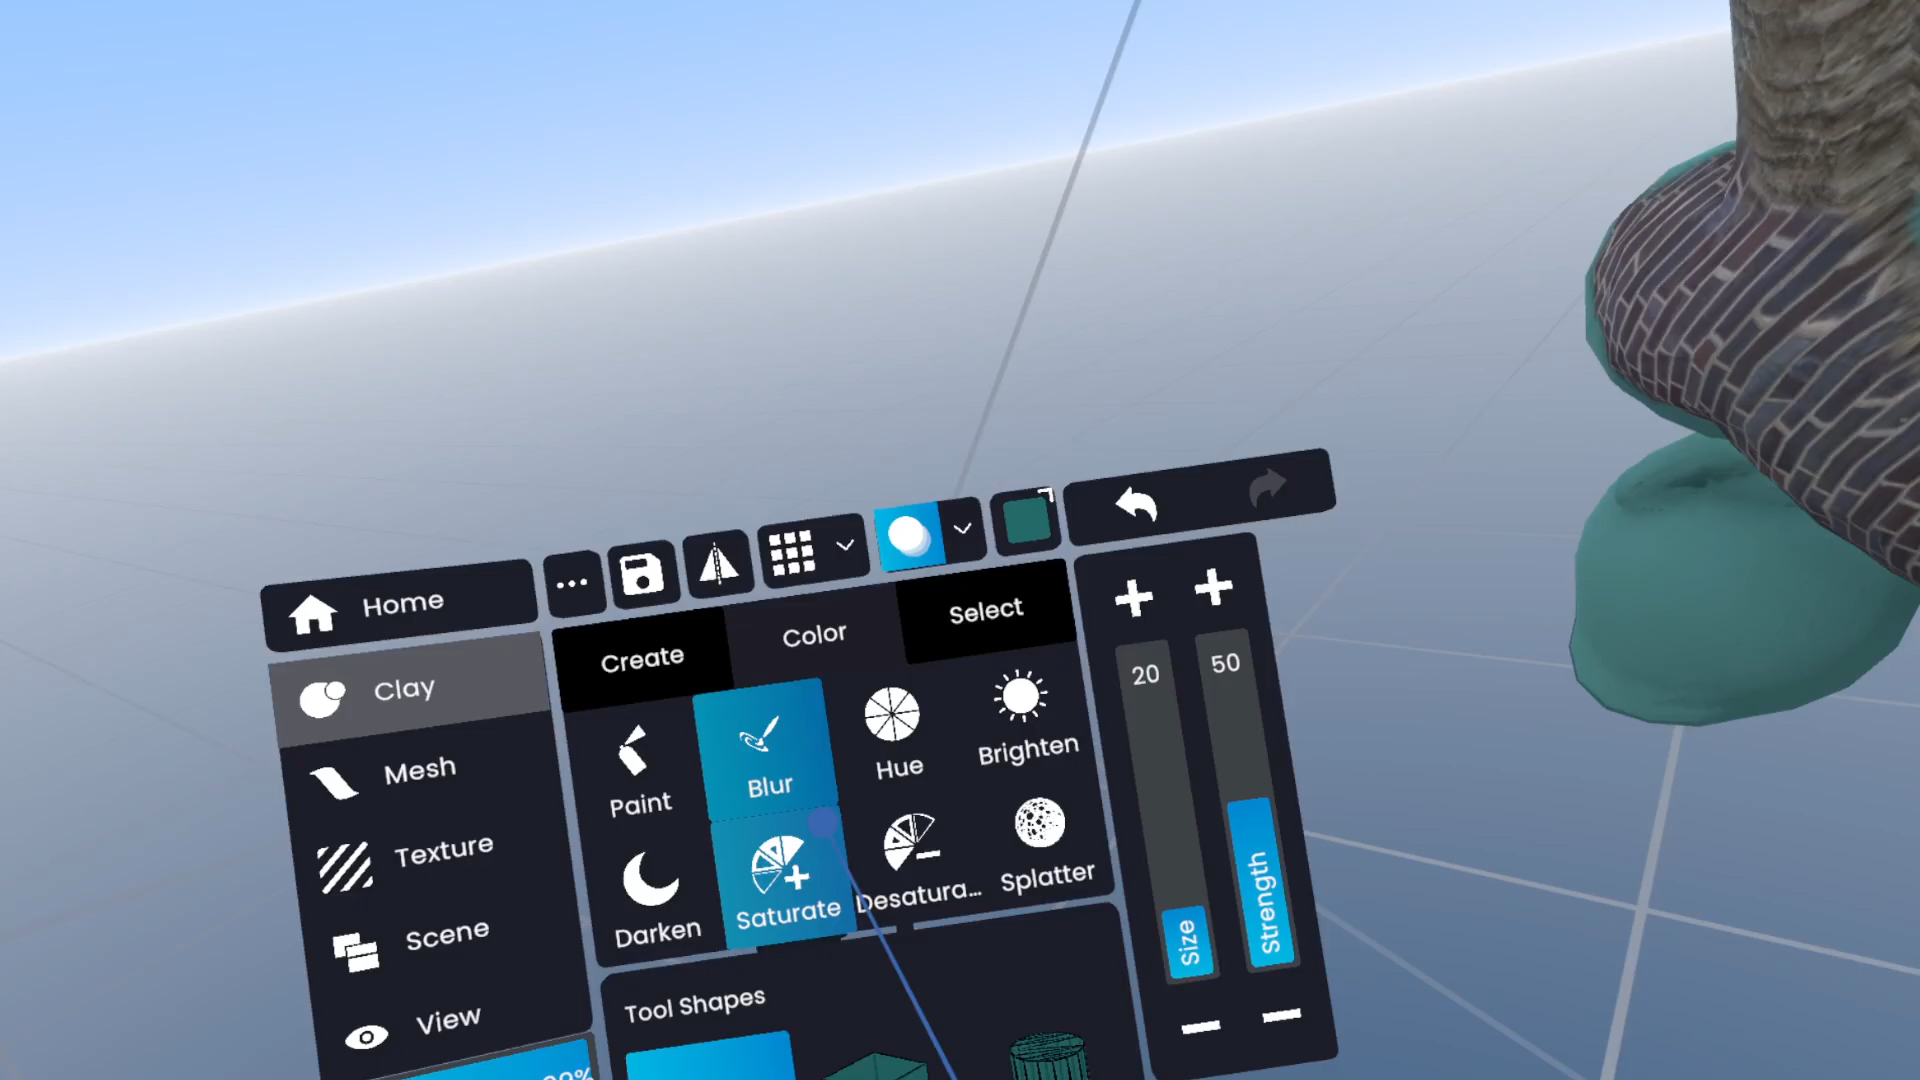 Home
Clay
Mesh
Texture
Scene
View
Create
Color
Select
Paint
Blur
Hue
Brighten
Darken
Saturate
Desatura...
Splatter
Tool Shapes
20
50
Size
Strength